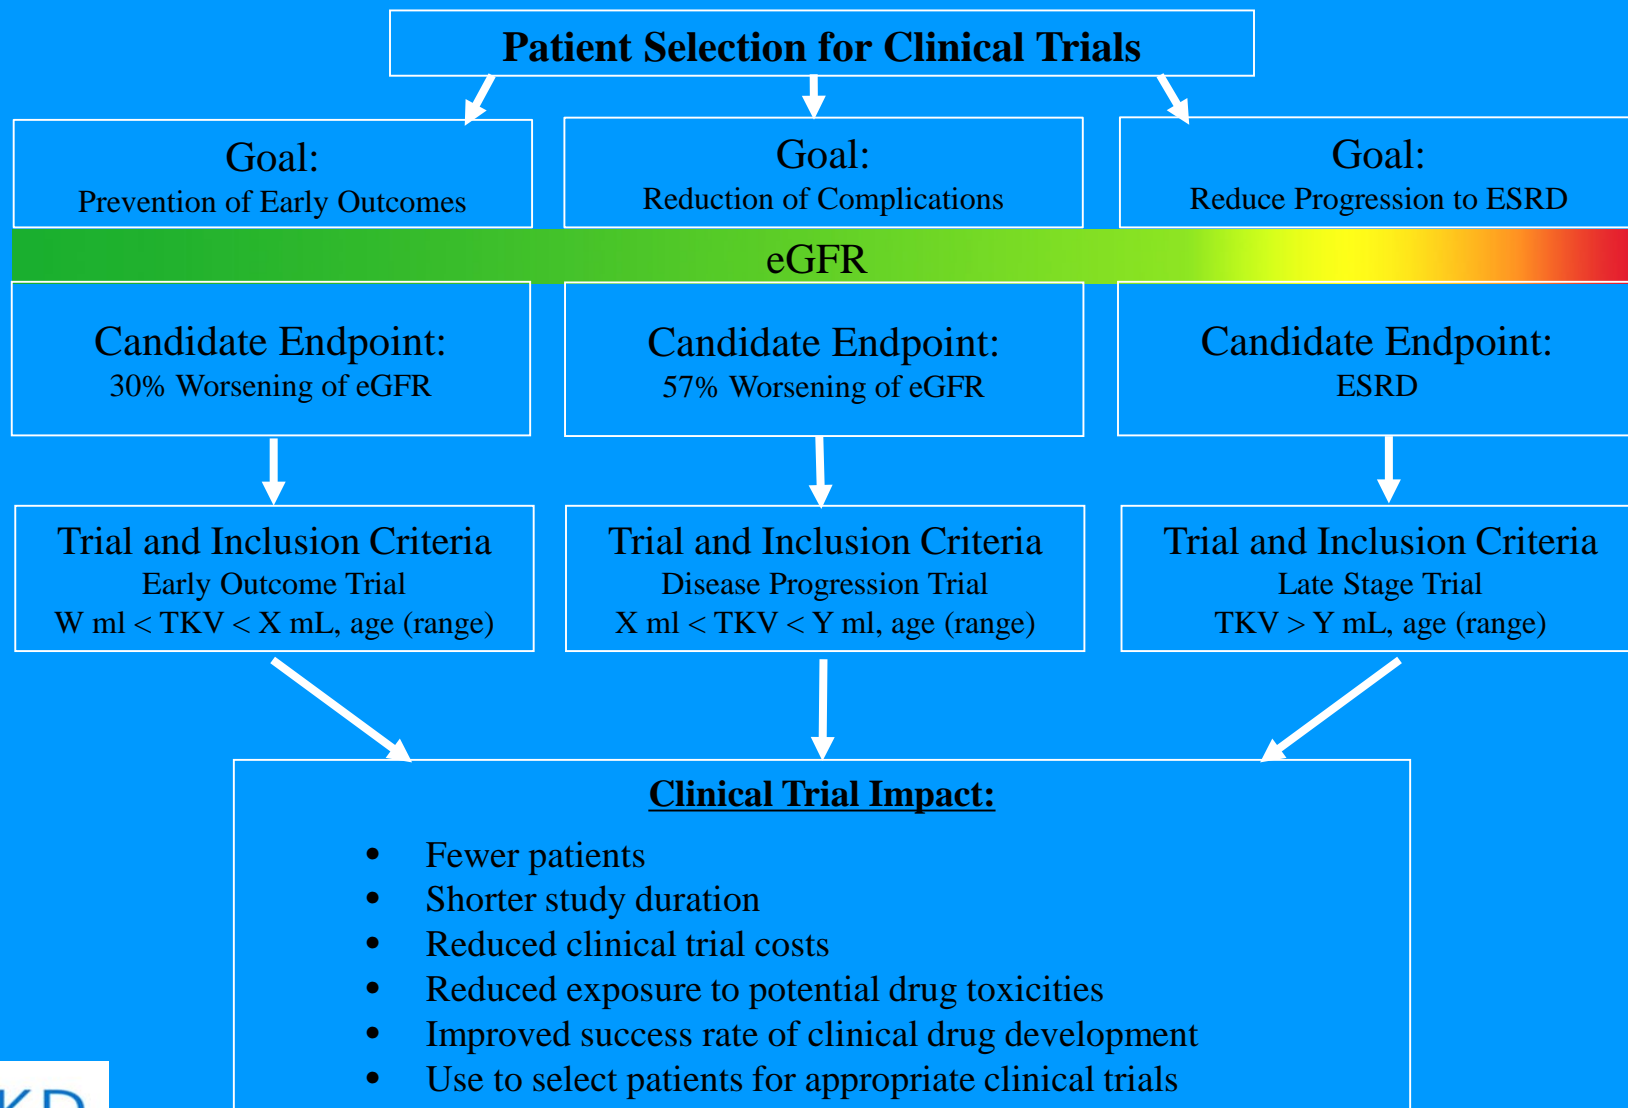 Patient Selection for Clinical Trials
Goal:
Prevention of Early Outcomes
Goal:
Reduction of Complications
Goal:
Reduce Progression to ESRD
eGFR
Candidate Endpoint:
30% Worsening of eGFR
Candidate Endpoint:
57% Worsening of eGFR
Candidate Endpoint:
ESRD
Trial and Inclusion Criteria
Early Outcome Trial
W ml < TKV < X mL, age (range)
Trial and Inclusion Criteria
Disease Progression Trial
X ml < TKV < Y ml, age (range)
Trial and Inclusion Criteria
Late Stage Trial
TKV > Y mL, age (range)
Clinical Trial Impact:
• Fewer patients
• Shorter study duration
• Reduced clinical trial costs
• Reduced exposure to potential drug toxicities
• Improved success rate of clinical drug development
• Use to select patients for appropriate clinical trials